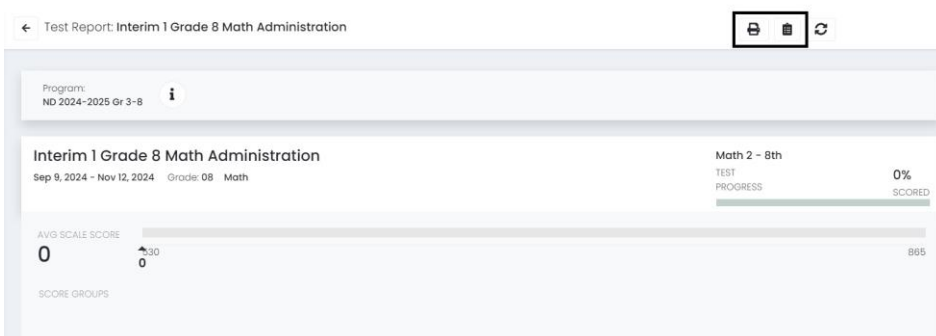 Test Report: Interim 1 Grade 8 Math Administration
Program:
ND 2024-2025 Gr 3-8
i
Interim 1 Grade 8 Math Administration
Sep 9, 2024 - Nov 12, 2024 Grade: 08 Math
Math 2 - 8th
TEST
PROGRESS
0%
SCORED
AVG SCALE SCORE
0
530
0
865
SCORE GROUPS